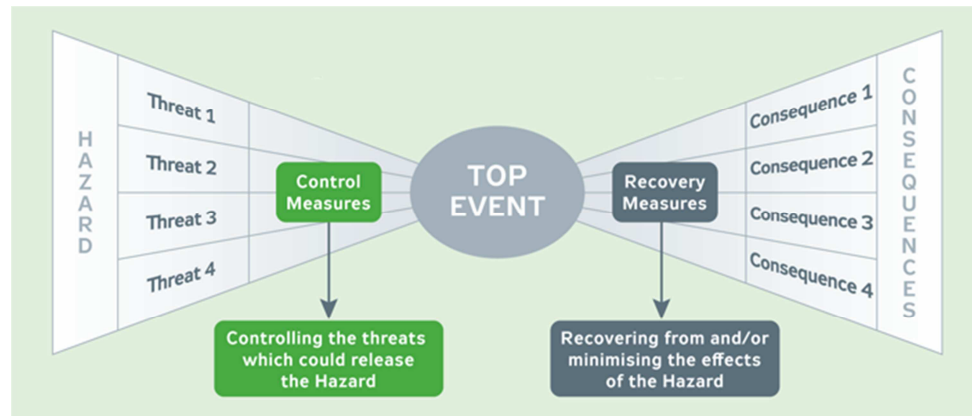 HAZARD
Threat 1
Threat 2
Threat 3
Threat 4
Control
Measures
Controlling the threats
which could release
the Hazard
TOP
EVENT
Recovery
Measures
Recovering from and/or
minimising the effects
of the Hazard
Consequence 1
Consequence 2
Consequence 3
Consequence 4
CONSEQUENCES